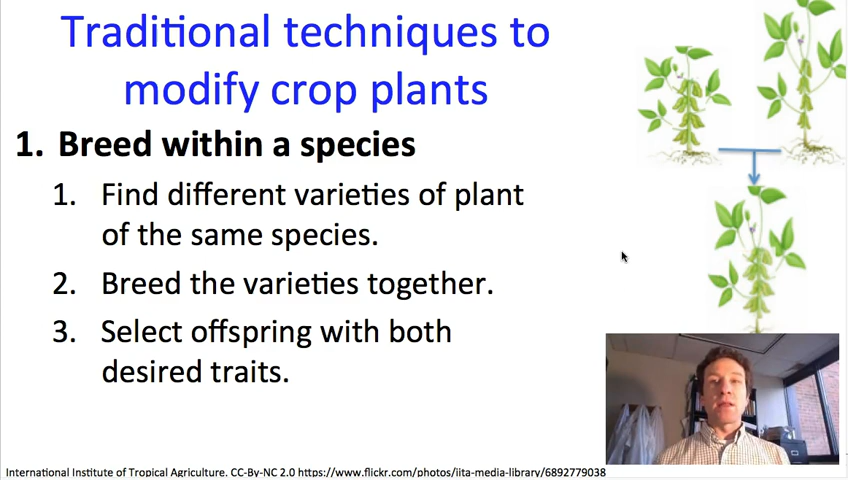 Traditional techniques to
modify crop plants
1. Breed within a species
1. Find different varieties of plant
of the same species.
2. Breed the varieties together.
3. Select offspring with both
desired traits.
International Institute of Tropical Agriculture. CC-By-NC 2.0 https://www.flickr.com/photos/iita-media-library/6892779038